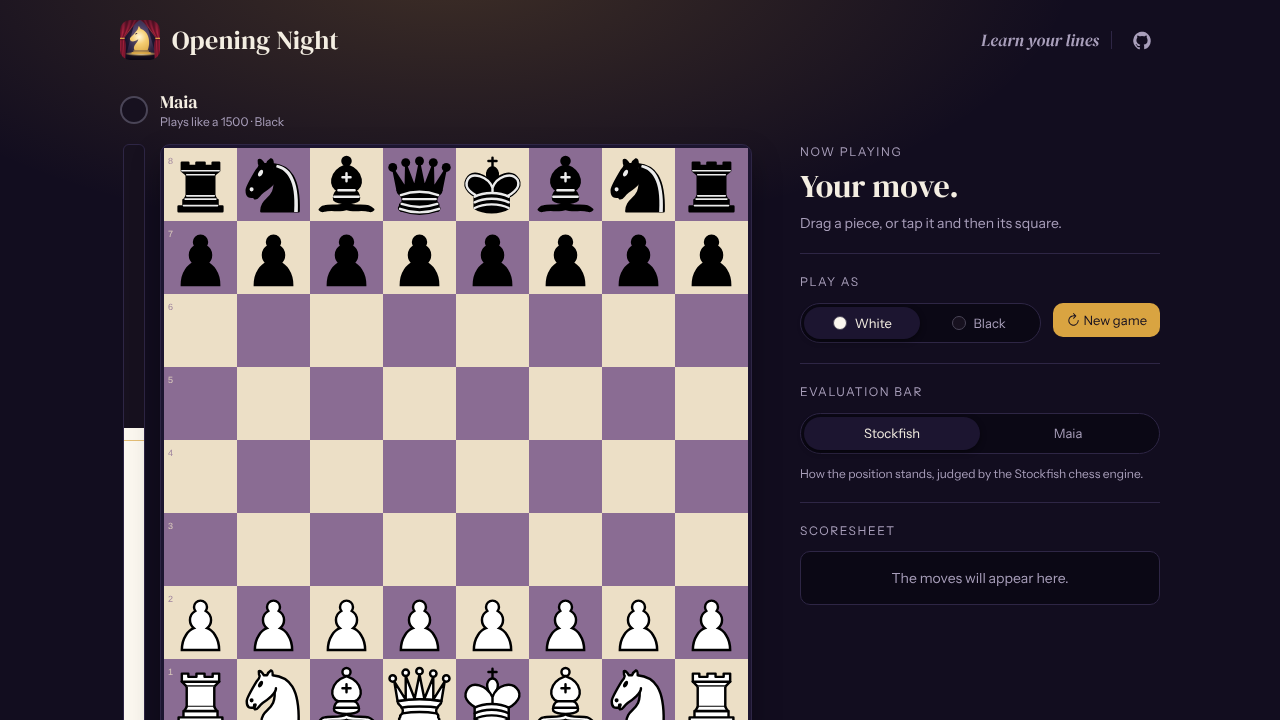 Opening Night
Learn your lines
Maia
Plays like a 1500 · Black
8
7
6
5
4
3
2
1
NOW PLAYING
Your move.
Drag a piece, or tap it and then its square.
PLAY AS
White
Black
New game
EVALUATION BAR
Stockfish
Maia
How the position stands, judged by the Stockfish chess engine.
SCORESHEET
The moves will appear here.